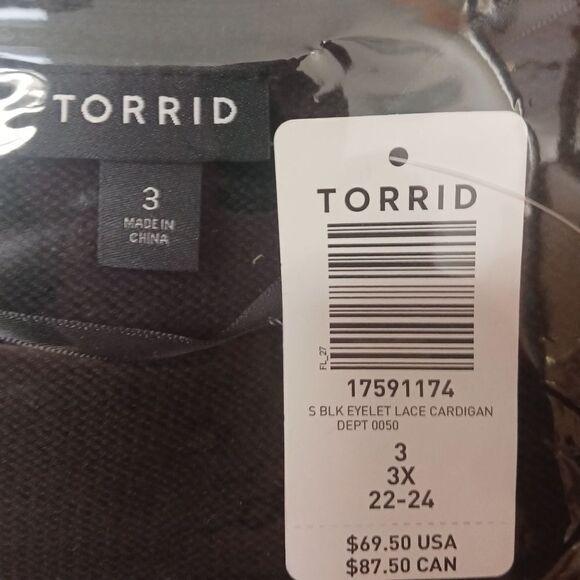 TORRID
3
MADE IN
CHINA
TORRID
FL_27
17591174
S BLK EYELET LACE CARDIGAN
DEPT 0050
3
3X
22-24
$69.50 USA
$87.50 CAN